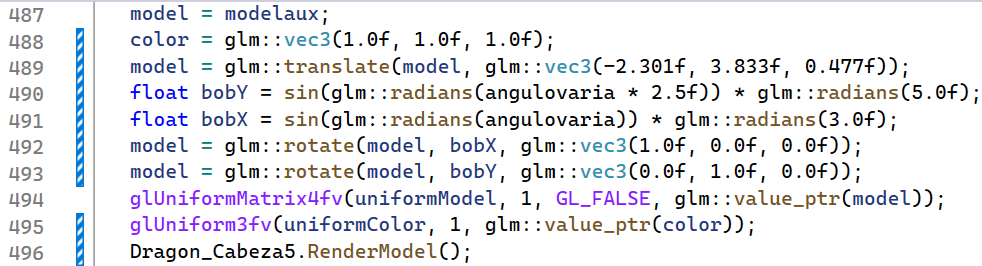 487 model = modelaux;
488 color = glm::vec3(1.0f, 1.0f, 1.0f);
489 model = glm::translate(model, glm::vec3(-2.301f, 3.833f, 0.477f));
490 float bobY = sin(glm::radians(angulovaria * 2.5f)) * glm::radians(5.0f);
491 float bobX = sin(glm::radians(angulovaria)) * glm::radians(3.0f);
492 model = glm::rotate(model, bobX, glm::vec3(1.0f, 0.0f, 0.0f));
493 model = glm::rotate(model, bobY, glm::vec3(0.0f, 1.0f, 0.0f));
494 glUniformMatrix4fv(uniformModel, 1, GL_FALSE, glm::value_ptr(model));
495 glUniform3fv(uniformColor, 1, glm::value_ptr(color));
496 Dragon_Cabeza5.RenderModel();